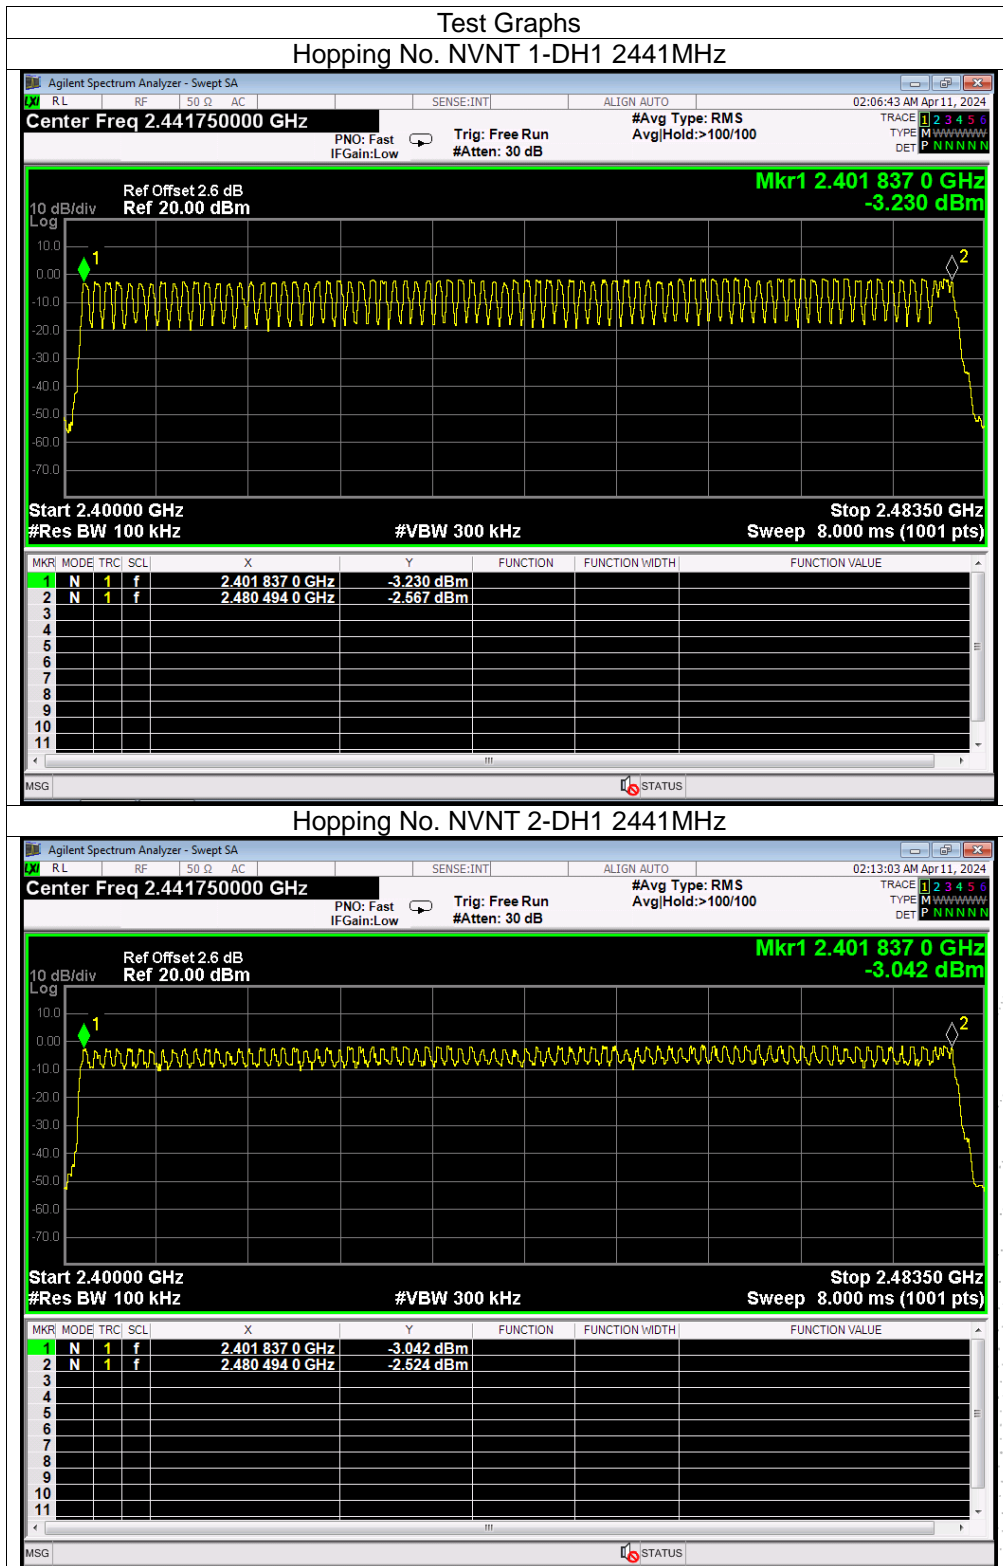 Test Graphs
Hopping No. NVNT 1-DH1 2441MHz
Agilent Spectrum Analyzer - Swept SA
LXI RL RF 50 Ω AC SENSE:INT ALIGN AUTO 02:06:43 AM Apr 11, 2024
Center Freq 2.441750000 GHz #Avg Type: RMS TRACE 1 2 3 4 5 6
PNO: Fast Trig: Free Run Avg|Hold:>100/100 TYPE M WWWWW
IFGain:Low #Atten: 30 dB DET P N N N N N
Mkr1 2.401 837 0 GHz
Ref Offset 2.6 dB
10 dB/div Ref 20.00 dBm -3.230 dBm
Log
10.0
1
2
0.00
-10.0
-20.0
-30.0
-40.0
-50.0
-60.0
-70.0
Start 2.40000 GHz Stop 2.48350 GHz
#Res BW 100 kHz #VBW 300 kHz Sweep 8.000 ms (1001 pts)
MKR MODE TRC SCL X Y FUNCTION FUNCTION WIDTH FUNCTION VALUE
1 N 1 f 2.401 837 0 GHz -3.230 dBm
2 N 1 f 2.480 494 0 GHz -2.567 dBm
3
4
5
6
7
8
9
10
11
MSG STATUS
Hopping No. NVNT 2-DH1 2441MHz
Agilent Spectrum Analyzer - Swept SA
LXI RL RF 50 Ω AC SENSE:INT ALIGN AUTO 02:13:03 AM Apr 11, 2024
Center Freq 2.441750000 GHz #Avg Type: RMS TRACE 1 2 3 4 5 6
PNO: Fast Trig: Free Run Avg|Hold:>100/100 TYPE M WWWWW
IFGain:Low #Atten: 30 dB DET P N N N N N
Mkr1 2.401 837 0 GHz
Ref Offset 2.6 dB
10 dB/div Ref 20.00 dBm -3.042 dBm
Log
10.0
1
2
0.00
-10.0
-20.0
-30.0
-40.0
-50.0
-60.0
-70.0
Start 2.40000 GHz Stop 2.48350 GHz
#Res BW 100 kHz #VBW 300 kHz Sweep 8.000 ms (1001 pts)
MKR MODE TRC SCL X Y FUNCTION FUNCTION WIDTH FUNCTION VALUE
1 N 1 f 2.401 837 0 GHz -3.042 dBm
2 N 1 f 2.480 494 0 GHz -2.524 dBm
3
4
5
6
7
8
9
10
11
MSG STATUS